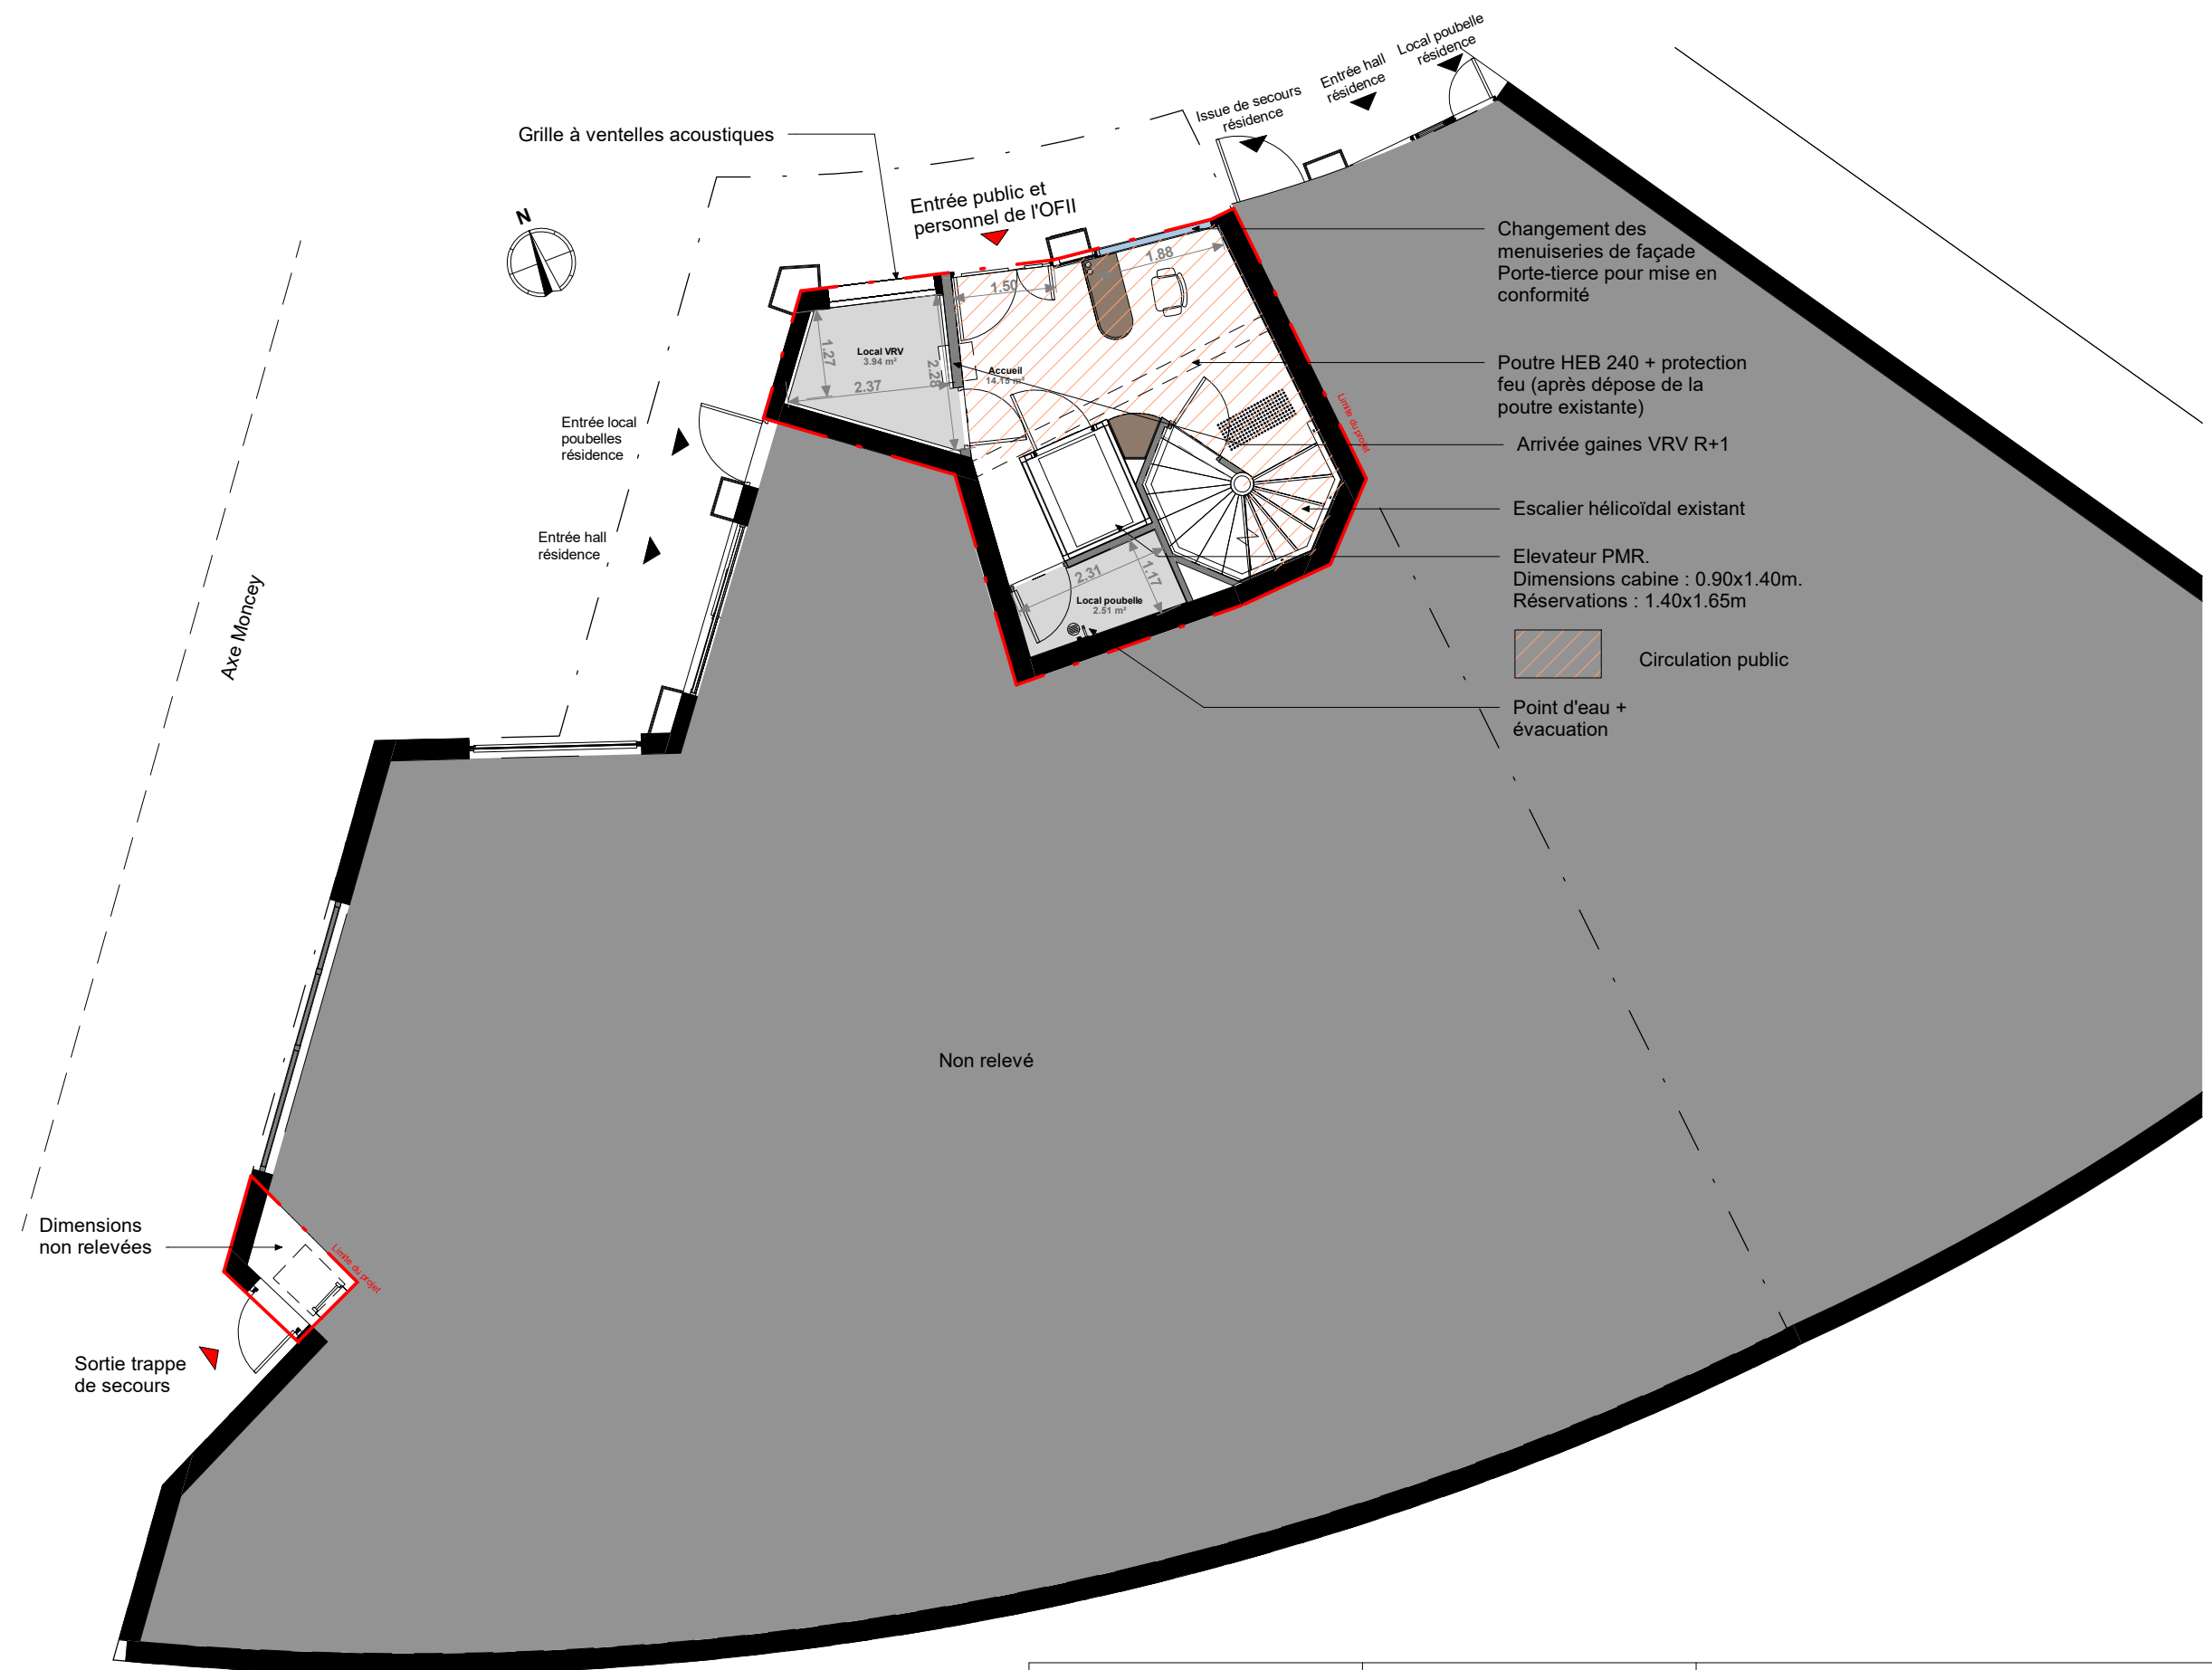 Local poubelle
résidence
Entrée hall
résidence
Issue de secours
résidence
Grille à ventelles acoustiques
Entrée public et
personnel de l'OFII
N
Changement des
menuiseries de façade
Porte-tierce pour mise en
conformité
1.88
1.50
1.27
Local VRV
3.94 m²
2.28
2.37
Accueil
14.15 m²
Poutre HEB 240 + protection
feu (après dépose de la
poutre existante)
Limite du projet
Entrée local
poubelles
résidence
Arrivée gaines VRV R+1
Escalier hélicoïdal existant
Entrée hall
résidence
Elevateur PMR.
Dimensions cabine : 0.90x1.40m.
Réservations : 1.40x1.65m
2.31
1.17
Local poubelle
2.51 m²
Axe Moncey
Circulation public
Point d'eau +
évacuation
Non relevé
Dimensions
non relevées
Limite du projet
Sortie trappe
de secours